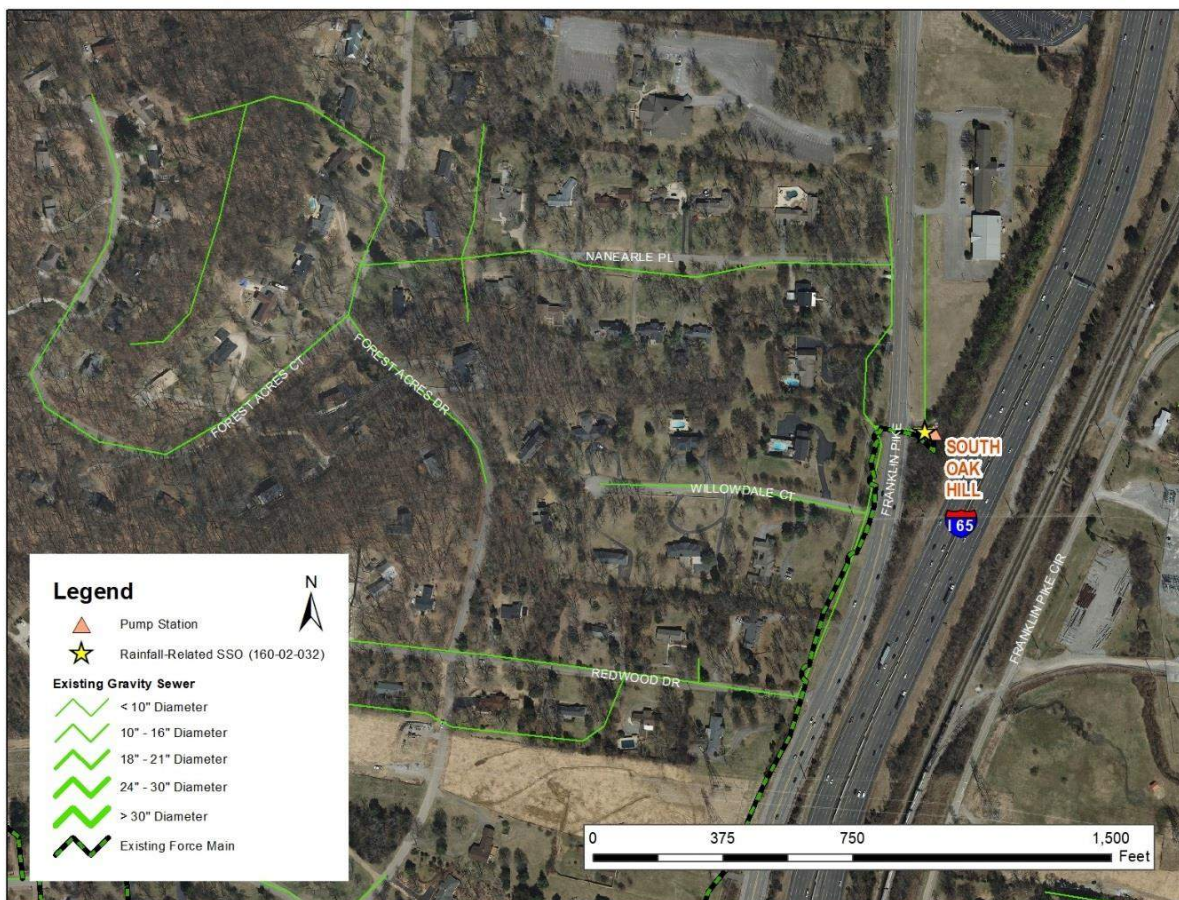 NANEARLE PL
FOREST ACRES CT
FOREST ACRES DR
FRANKLIN PIKE
SOUTH
OAK
HILL
I 65
WILLOWDALE CT
FRANKLIN PIKE CIR
REDWOOD DR
Legend
N
Pump Station
Rainfall-Related SSO (160-02-032)
Existing Gravity Sewer
< 10" Diameter
10" - 16" Diameter
18" - 21" Diameter
24" - 30" Diameter
> 30" Diameter
Existing Force Main
0 375 750 1,500
Feet